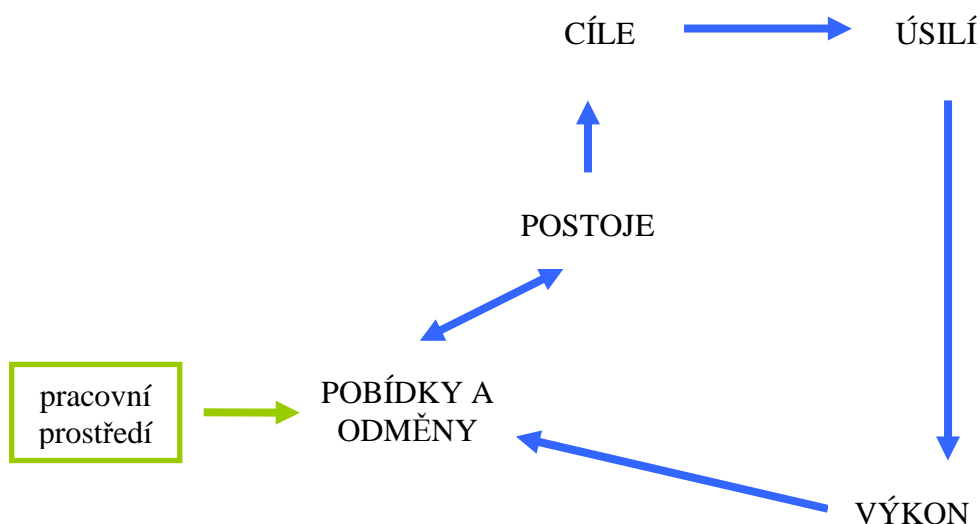 CÍLE
ÚSILÍ
POSTOJE
pracovní
prostředí
POBÍDKY A
ODMĚNY
VÝKON